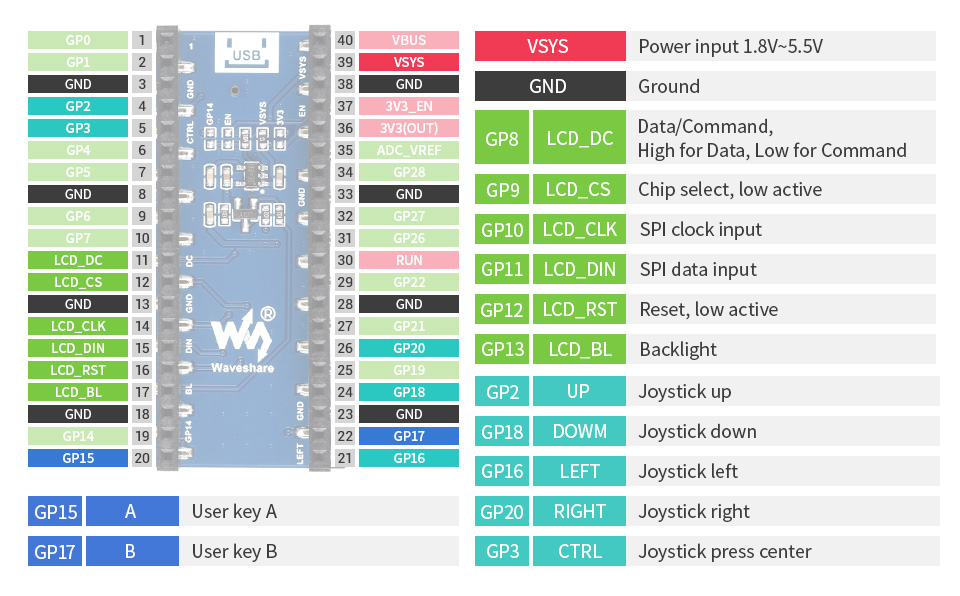 GP0 1 40 VBUS
GP1 2 39 VSYS
GND 3 38 GND
GP2 4 37 3V3_EN
GP3 5 36 3V3(OUT)
GP4 6 35 ADC_VREF
GP5 7 34 GP28
GND 8 33 GND
GP6 9 32 GP27
GP7 10 31 GP26
LCD_DC 11 30 RUN
LCD_CS 12 29 GP22
GND 13 28 GND
LCD_CLK 14 27 GP21
LCD_DIN 15 26 GP20
LCD_RST 16 25 GP19
LCD_BL 17 24 GP18
GND 18 23 GND
GP14 19 22 GP17
GP15 20 21 GP16
1
USB
VSYS
GND
GP14
EN
VSYS
3V3
EN
CTRL
GND
DC
GND
®
DIN
Waveshare
BL
GND
GP14
LEFT
GP15 A User key A
GP17 B User key B
VSYS Power input 1.8V~5.5V
GND Ground
GP8 LCD_DC Data/Command,
High for Data, Low for Command
GP9 LCD_CS Chip select, low active
GP10 LCD_CLK SPI clock input
GP11 LCD_DIN SPI data input
GP12 LCD_RST Reset, low active
GP13 LCD_BL Backlight
GP2 UP Joystick up
GP18 DOWM Joystick down
GP16 LEFT Joystick left
GP20 RIGHT Joystick right
GP3 CTRL Joystick press center